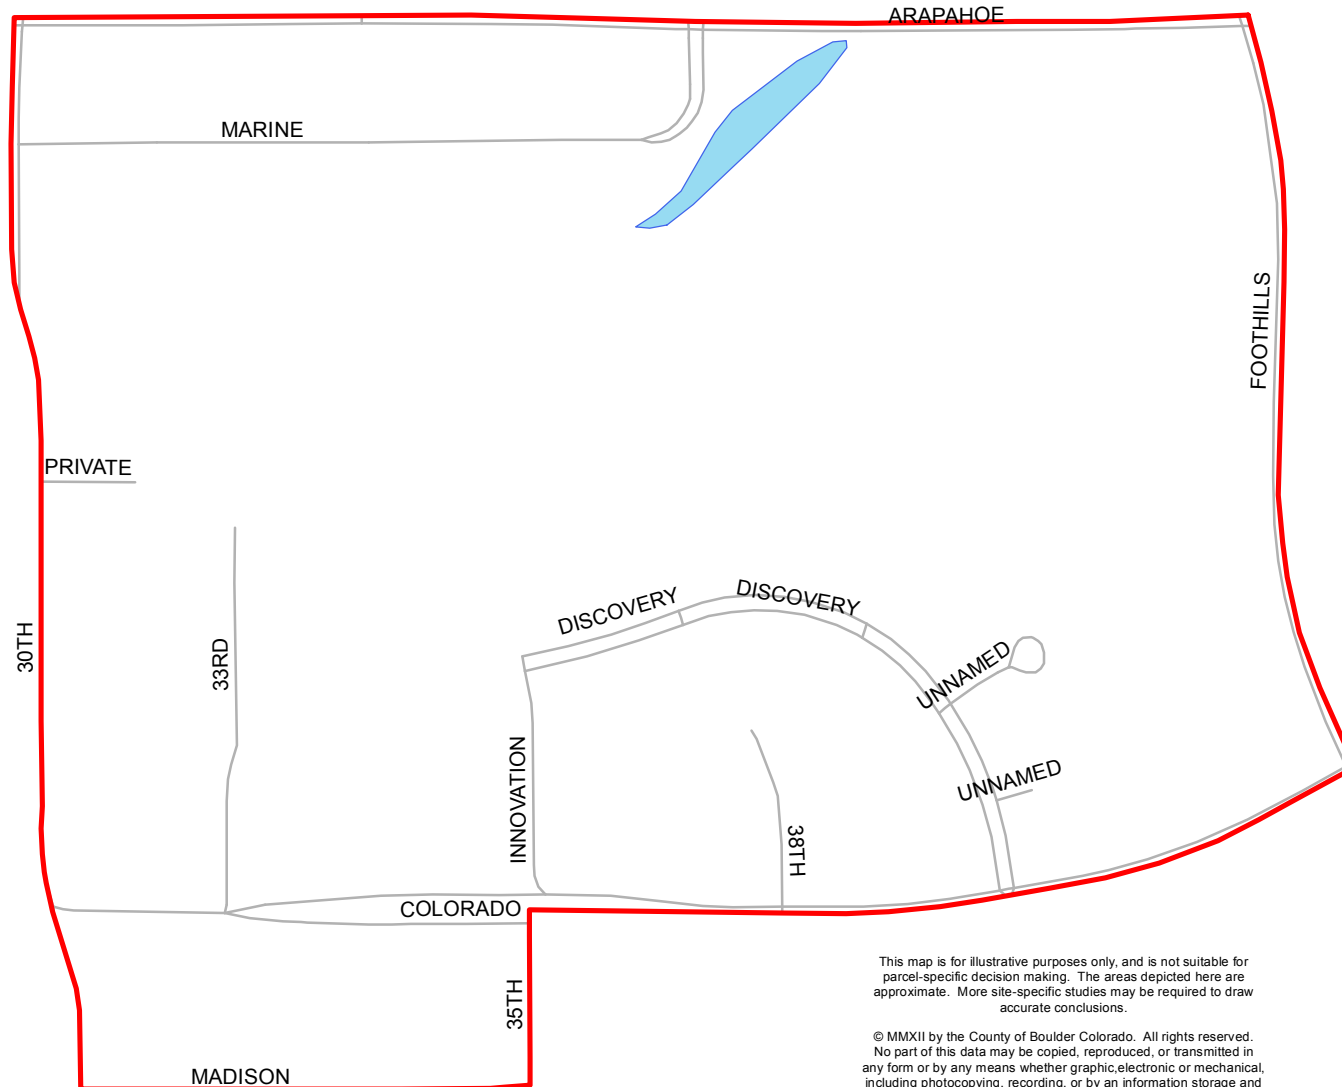 ARAPAHOE
MARINE
FOOTHILLS
PRIVATE
DISCOVERY
DISCOVERY
30TH
33RD
UNNAMED
UNNAMED
INNOVATION
38TH
COLORADO
35TH
MADISON
This map is for illustrative purposes only, and is not suitable for
parcel-specific decision making. The areas depicted here are
approximate. More site-specific studies may be required to draw
accurate conclusions.
© MMXII by the County of Boulder Colorado. All rights reserved.
No part of this data may be copied, reproduced, or transmitted in
any form or by any means whether graphic,electronic or mechanical,
including photocopying, recording, or by an information storage and